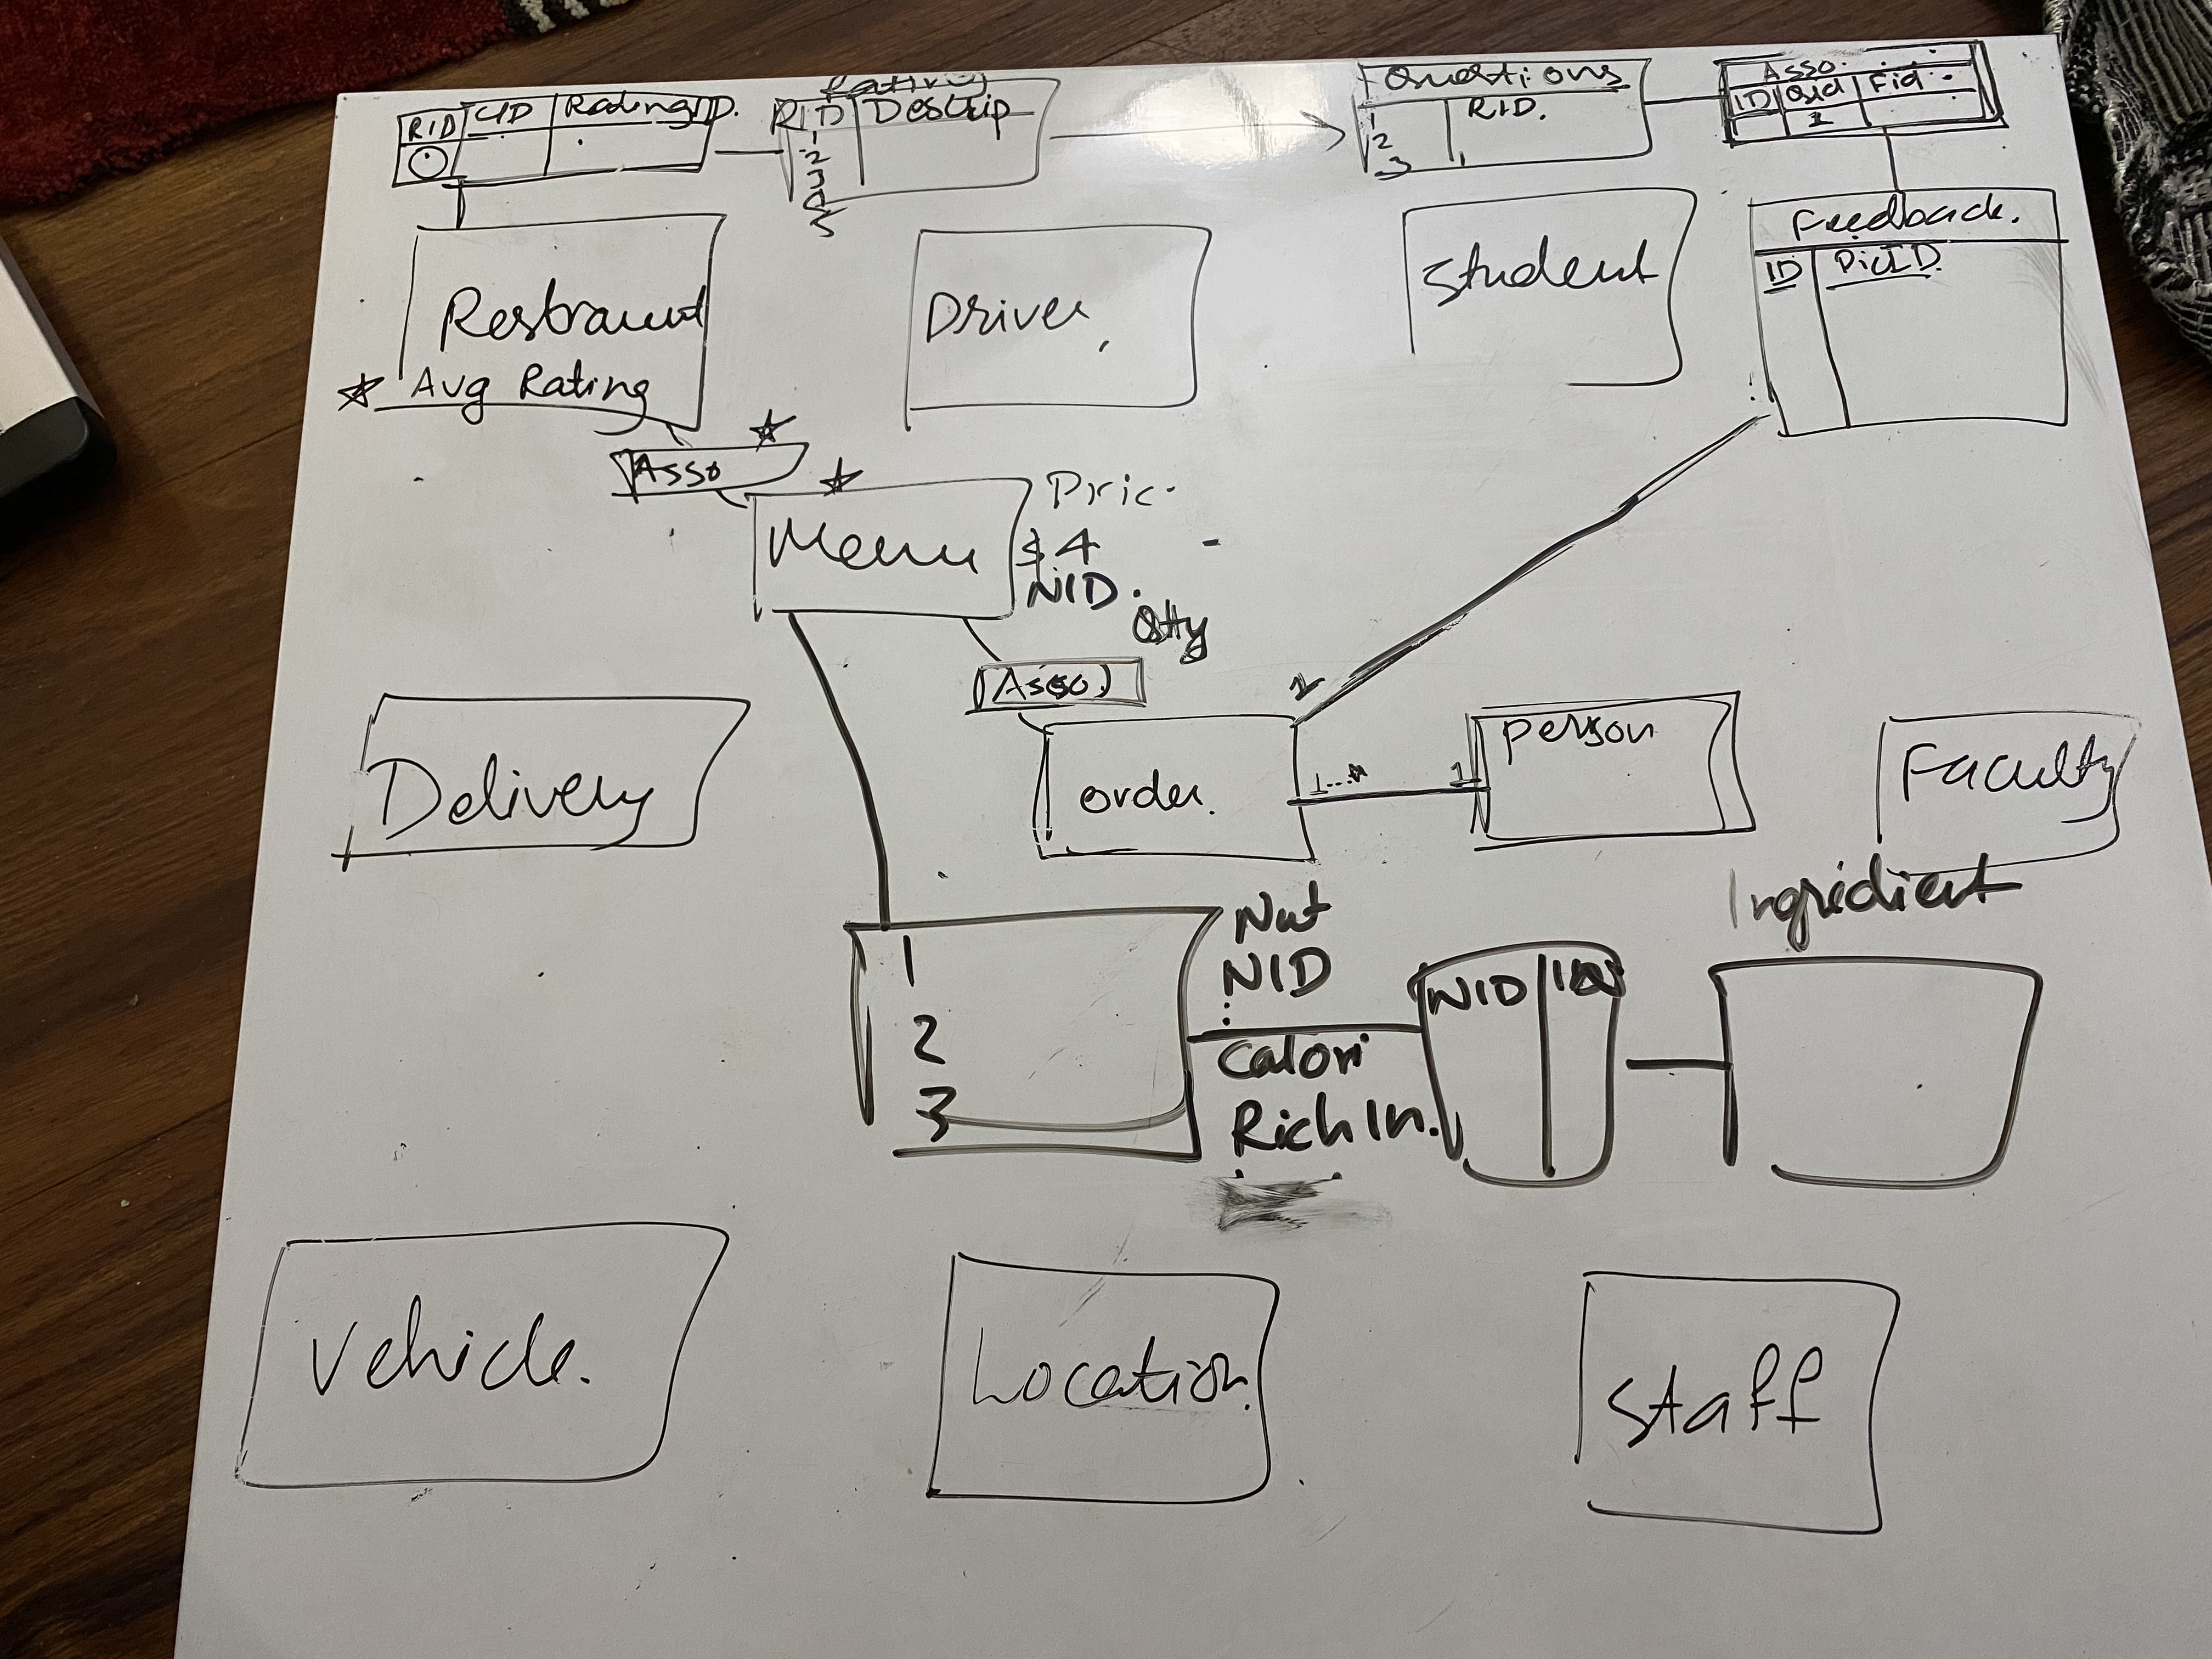 RID CID RatingID.
Rating
RID Descrip
1
2
3
4
5
Questions
RID.
1
2
3
Asso.
ID Qid Fid
1
Restraunt
★ Avg Rating
Driver
Student
Feedback.
ID PicID
Asso
Menu
Pric
$4
NID.
Qty
Asso
Delivery
order.
1
1...*
1
person
Faculty
Ingridient
1
2
3
Nut
NID
Calori
Rich In.
NID
Vehicle.
Location
Staff